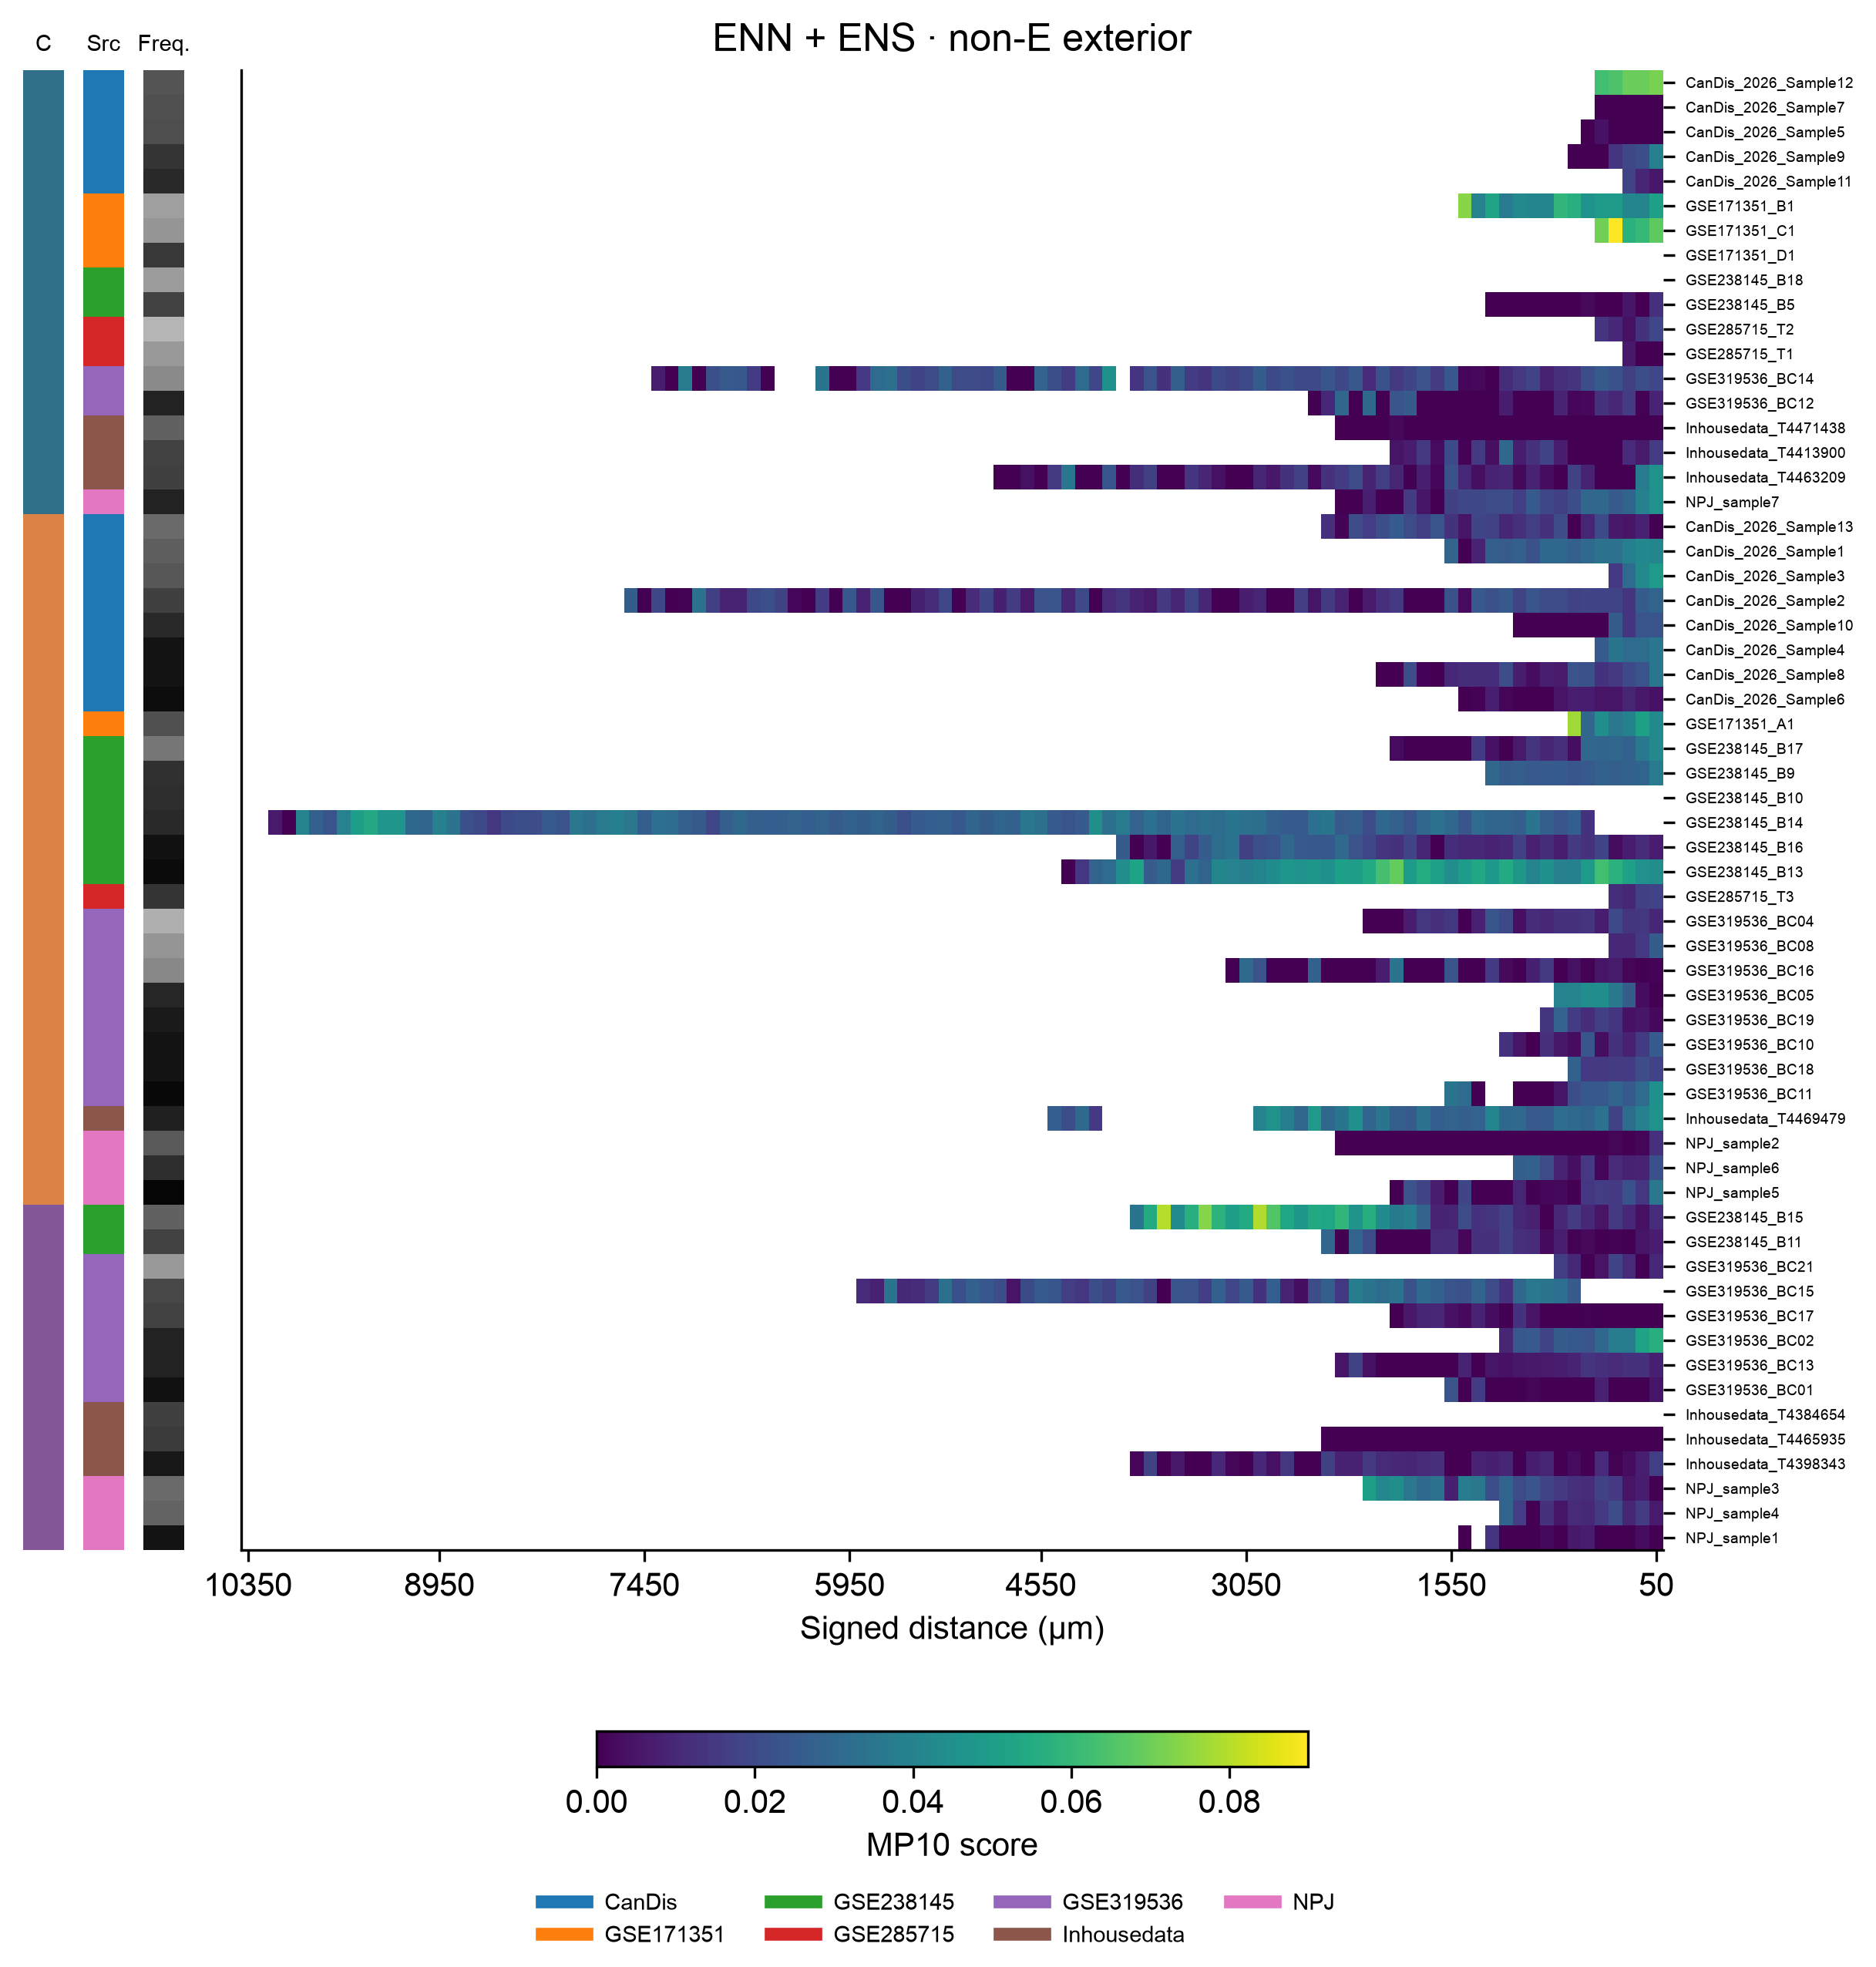 ENN + ENS · non-E exterior
C Src Freq.
CanDis_2026_Sample12
CanDis_2026_Sample7
CanDis_2026_Sample5
CanDis_2026_Sample9
CanDis_2026_Sample11
GSE171351_B1
GSE171351_C1
GSE171351_D1
GSE238145_B18
GSE238145_B5
GSE285715_T2
GSE285715_T1
GSE319536_BC14
GSE319536_BC12
Inhousedata_T4471438
Inhousedata_T4413900
Inhousedata_T4463209
NPJ_sample7
CanDis_2026_Sample13
CanDis_2026_Sample1
CanDis_2026_Sample3
CanDis_2026_Sample2
CanDis_2026_Sample10
CanDis_2026_Sample4
CanDis_2026_Sample8
CanDis_2026_Sample6
GSE171351_A1
GSE238145_B17
GSE238145_B9
GSE238145_B10
GSE238145_B14
GSE238145_B16
GSE238145_B13
GSE285715_T3
GSE319536_BC04
GSE319536_BC08
GSE319536_BC16
GSE319536_BC05
GSE319536_BC19
GSE319536_BC10
GSE319536_BC18
GSE319536_BC11
Inhousedata_T4469479
NPJ_sample2
NPJ_sample6
NPJ_sample5
GSE238145_B15
GSE238145_B11
GSE319536_BC21
GSE319536_BC15
GSE319536_BC17
GSE319536_BC02
GSE319536_BC13
GSE319536_BC01
Inhousedata_T4384654
Inhousedata_T4465935
Inhousedata_T4398343
NPJ_sample3
NPJ_sample4
NPJ_sample1
10350 8950 7450 5950 4550 3050 1550 50
Signed distance (µm)
0.00 0.02 0.04 0.06 0.08
MP10 score
CanDis GSE238145 GSE319536 NPJ
GSE171351 GSE285715 Inhousedata